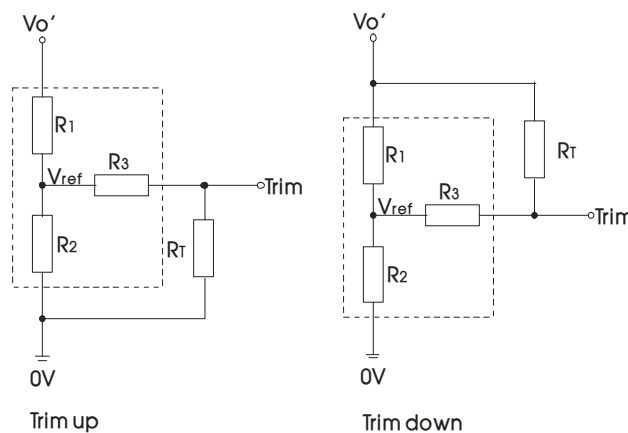 Vo'
R1
Vref
R3
Trim
R2
RT
0V
Trim up
Vo'
R1
RT
Vref
R3
Trim
R2
0V
Trim down